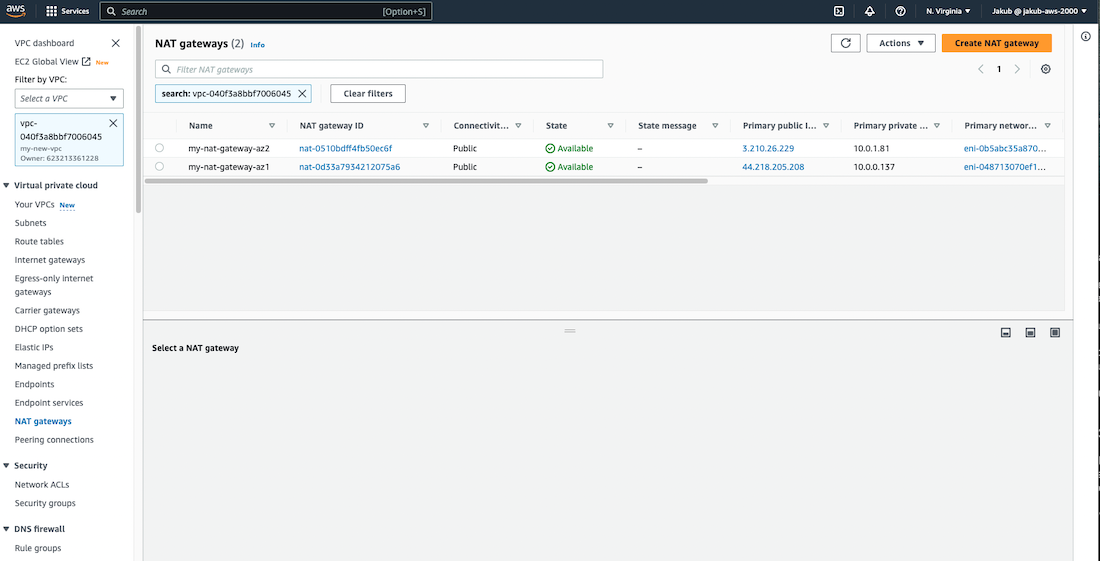 aws
Services
Search
[Option+S]
N. Virginia
Jakub @ jakub-aws-2000
VPC dashboard
EC2 Global View
New
Filter by VPC:
Select a VPC
vpc-
040f3a8bbf7006045
my-new-vpc
Owner: 623213361228
Virtual private cloud
Your VPCs New
Subnets
Route tables
Internet gateways
Egress-only internet
gateways
Carrier gateways
DHCP option sets
Elastic IPs
Managed prefix lists
Endpoints
Endpoint services
NAT gateways
Peering connections
Security
Network ACLs
Security groups
DNS firewall
Rule groups
NAT gateways (2) Info
Actions
Create NAT gateway
Filter NAT gateways
1
search: vpc-040f3a8bbf7006045
Clear filters
Name NAT gateway ID Connectivit... State State message Primary public I... Primary private ... Primary networ...
my-nat-gateway-az2 nat-0510bdff4fb50ec6f Public Available – 3.210.26.229 10.0.1.81 eni-0b5abc35a870...
my-nat-gateway-az1 nat-0d33a7934212075a6 Public Available – 44.218.205.208 10.0.0.137 eni-048713070ef1...
Select a NAT gateway